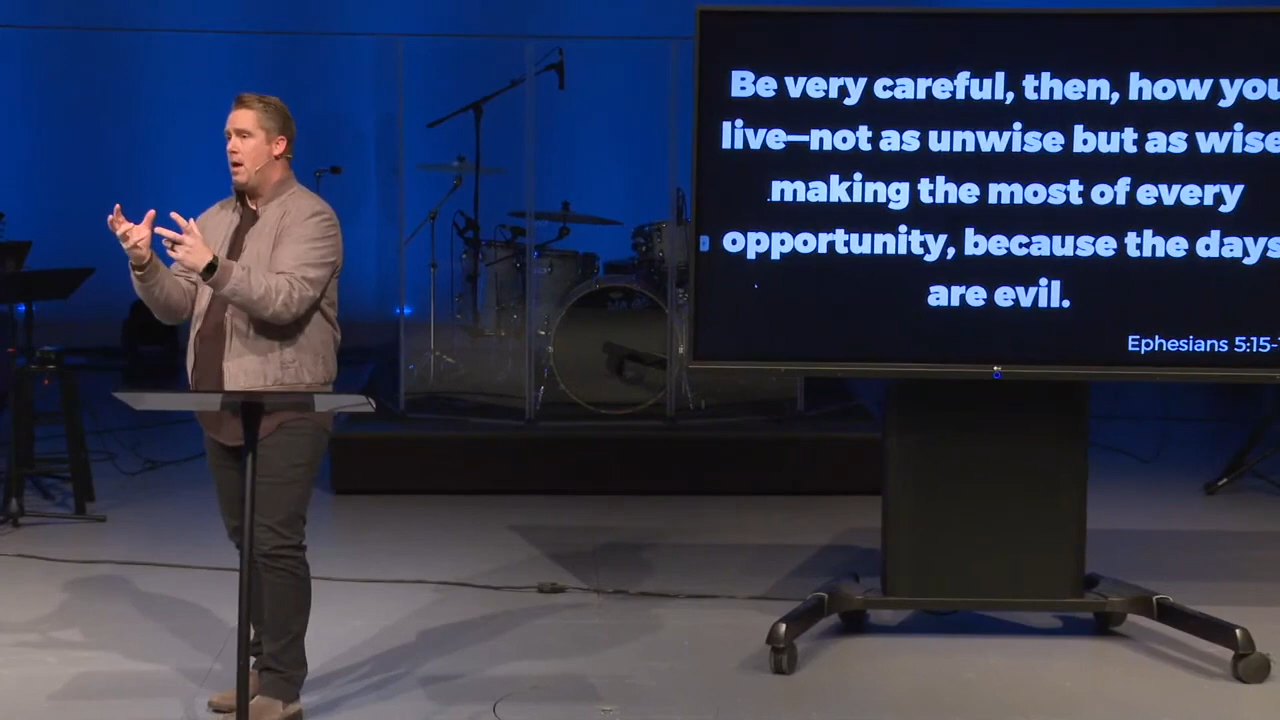 Be very careful, then, how you
live—not as unwise but as wise
making the most of every
opportunity, because the days
are evil.
Ephesians 5:15-